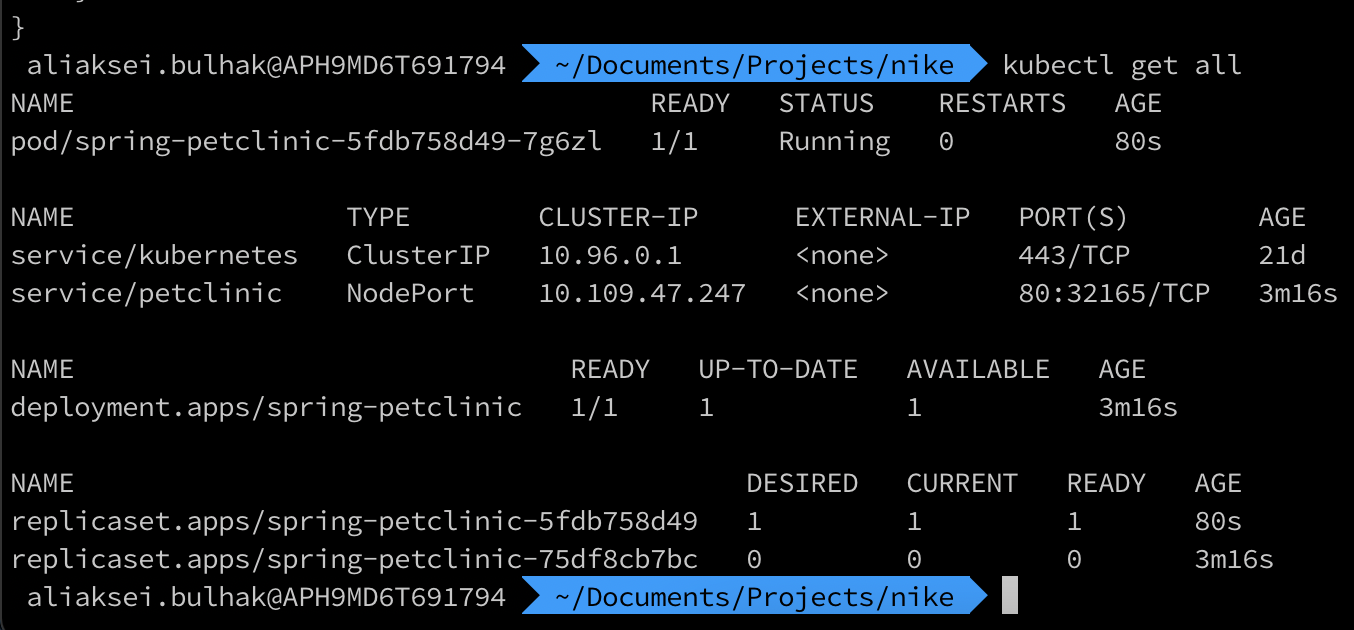 }
aliaksei.bulhak@APH9MD6T691794 ~/Documents/Projects/nike kubectl get all
NAME READY STATUS RESTARTS AGE
pod/spring-petclinic-5fdb758d49-7g6zl 1/1 Running 0 80s
NAME TYPE CLUSTER-IP EXTERNAL-IP PORT(S) AGE
service/kubernetes ClusterIP 10.96.0.1 <none> 443/TCP 21d
service/petclinic NodePort 10.109.47.247 <none> 80:32165/TCP 3m16s
NAME READY UP-TO-DATE AVAILABLE AGE
deployment.apps/spring-petclinic 1/1 1 1 3m16s
NAME DESIRED CURRENT READY AGE
replicaset.apps/spring-petclinic-5fdb758d49 1 1 1 80s
replicaset.apps/spring-petclinic-75df8cb7bc 0 0 0 3m16s
aliaksei.bulhak@APH9MD6T691794 ~/Documents/Projects/nike